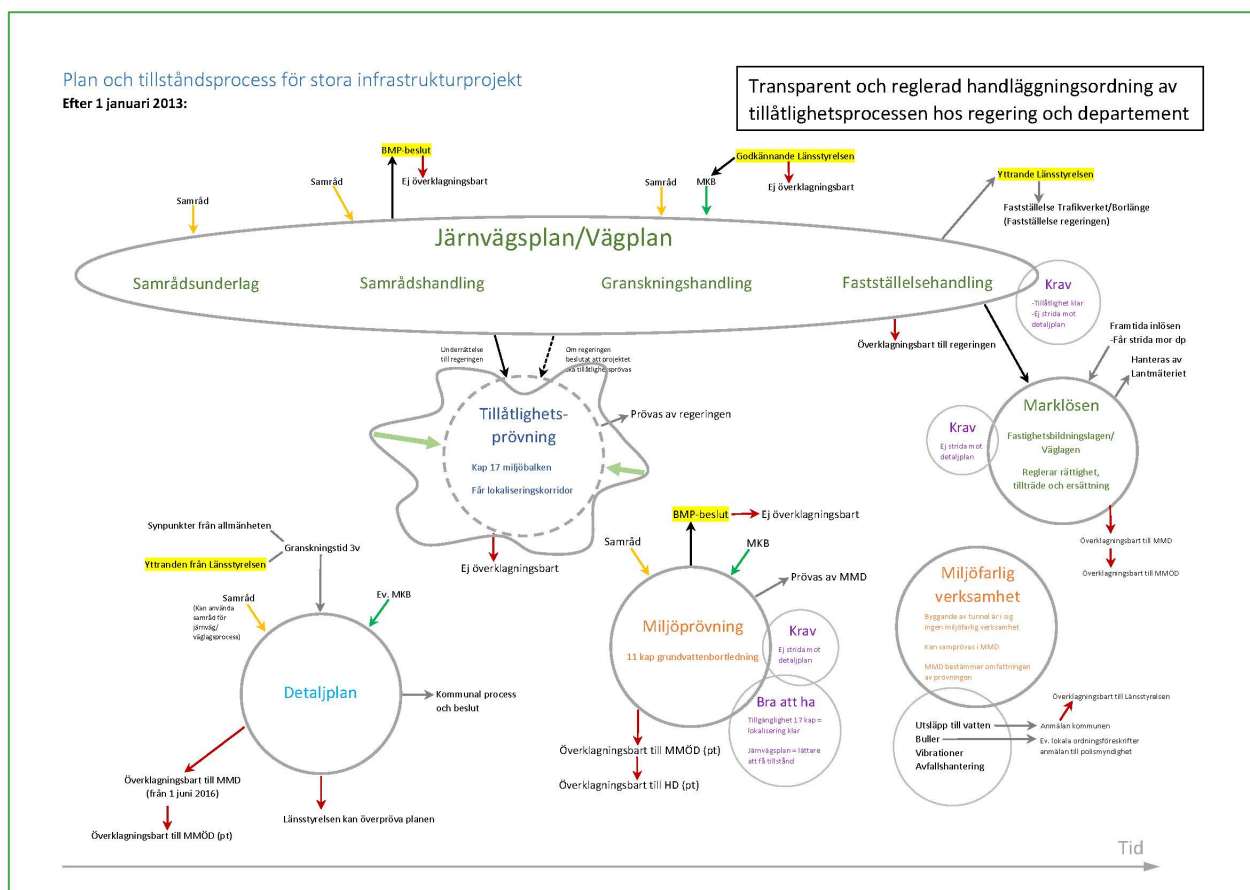 Plan och tillståndsprocess för stora infrastrukturprojekt
Efter 1 januari 2013:
Transparent och reglerad handläggningsordning av
tillåtlighetsprocessen hos regering och departement
BMP-beslut
Ej överklagningsbart
Godkännande Länsstyrelsen
Ej överklagningsbart
Samråd
Samråd
Samråd
MKB
Yttrande Länsstyrelsen
Fastställelse Trafikverket/Borlänge
(Fastställelse regeringen)
Järnvägsplan/Vägplan
Samrådsunderlag
Samrådshandling
Granskningshandling
Fastställelsehandling
Krav
-Tillåtlighet klar
-Ej strida mot
detaljplan
Överklagningsbart till regeringen
Underrättelse
till regeringen
Om regeringen
beslutat att projektet
ska tillåtlighetsprövas
Framtida inlösen
-Får strida mor dp
Hanteras av
Lantmäteriet
Tillåtlighets-
prövning
Kap 17 miljöbalken
Får lokaliseringskorridor
Prövas av regeringen
Ej överklagningsbart
Krav
Ej strida mot
detaljplan
Marklösen
Fastighetsbildningslagen/
Väglagen
Reglerar rättighet,
tillträde och ersättning
Överklagningsbart till MMD
Överklagningsbart till MMÖD
Synpunkter från allmänheten
Granskningstid 3v
Yttranden från Länsstyrelsen
Samråd
(Kan använda
samråd för
järnväg/
väglagsprocess)
Ev. MKB
Detaljplan
Kommunal process
och beslut
Överklagningsbart till MMD
(från 1 juni 2016)
Överklagningsbart till MMÖD (pt)
Länsstyrelsen kan överpröva planen
BMP-beslut
Ej överklagningsbart
Samråd
MKB
Prövas av MMD
Miljöprövning
11 kap grundvattenbortledning
Krav
Ej strida mot
detaljplan
Bra att ha
Tillgänglighet 17 kap =
lokalisering klar
Järnvägsplan = lättare
att få tillstånd
Överklagningsbart till MMÖD (pt)
Överklagningsbart till HD (pt)
Miljöfarlig
verksamhet
Byggande av tunnel är i sig
ingen miljöfarlig verksamhet
Kan samprövas i MMD
MMD bestämmer omfattningen
av prövningen
Överklagningsbart till Länsstyrelsen
Utsläpp till vatten
Anmälan kommunen
Buller
Ev. lokala ordningsföreskrifter
anmälan till polismyndighet
Vibrationer
Avfallshantering
Tid